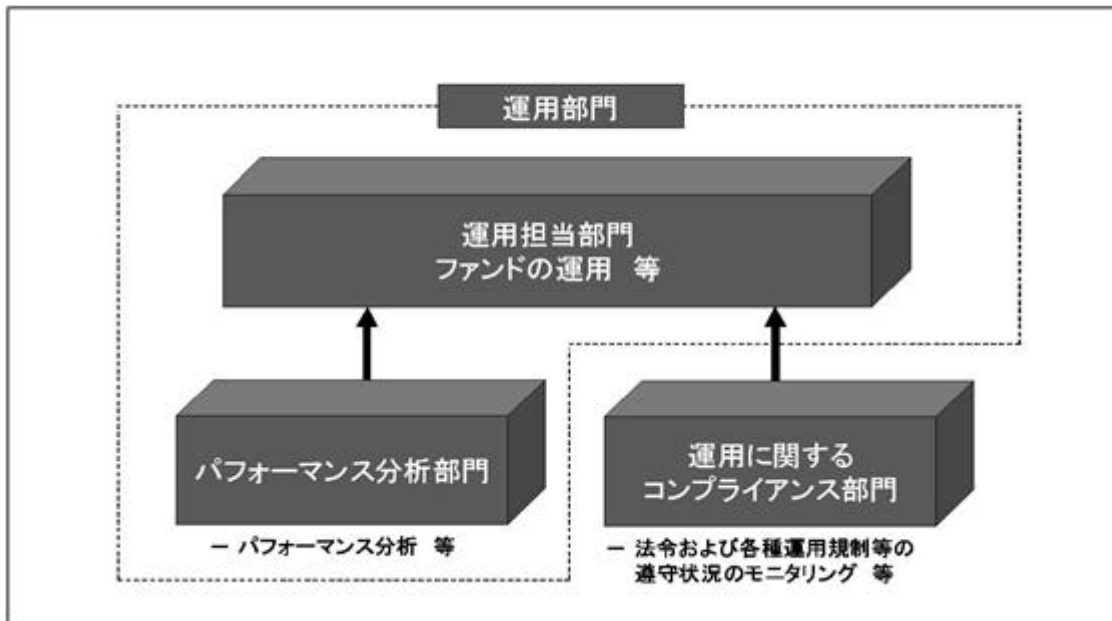 運用部門
運用担当部門
ファンドの運用 等
パフォーマンス分析部門
− パフォーマンス分析 等
運用に関する
コンプライアンス部門
− 法令および各種運用規制等の
遵守状況のモニタリング 等